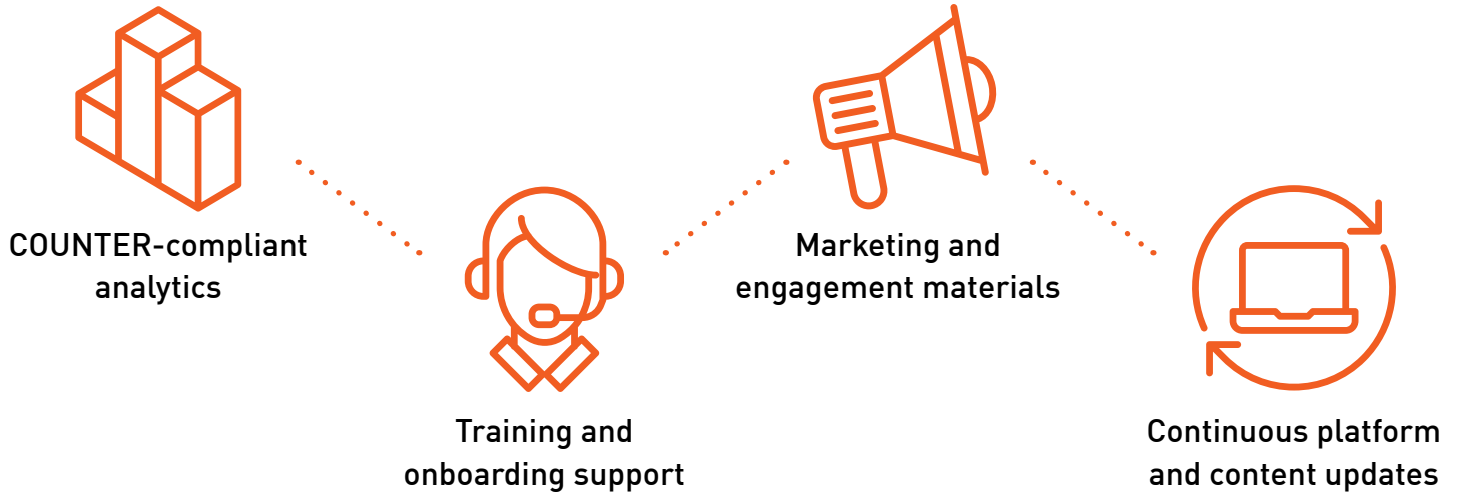 COUNTER-compliant
analytics
Training and
onboarding support
Marketing and
engagement materials
Continuous platform
and content updates